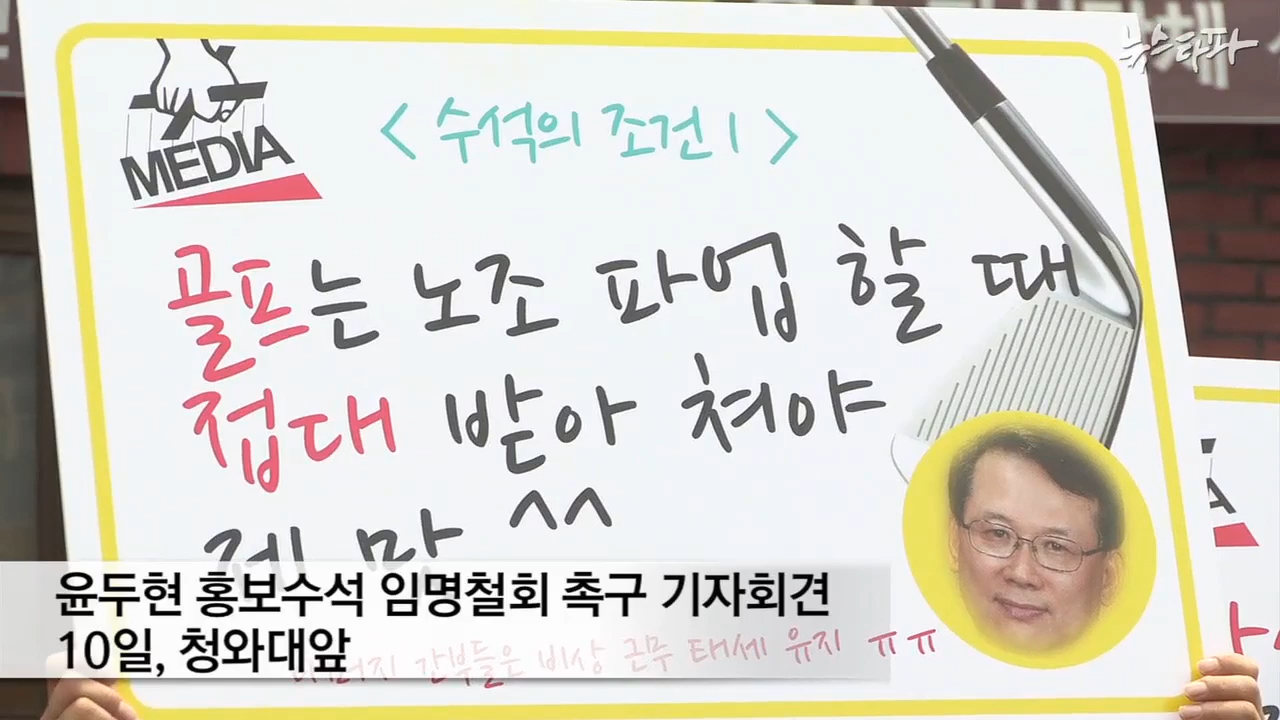 뉴스타파
MEDIA
< 수석의 조건 1 >
골프는 노조 파업 할 때
접대 받아 쳐야
제 맛 ^^
윤두현 홍보수석 임명철회 촉구 기자회견
10일, 청와대앞
간부들은 비상 근무 태세 유지 ㅠㅠ